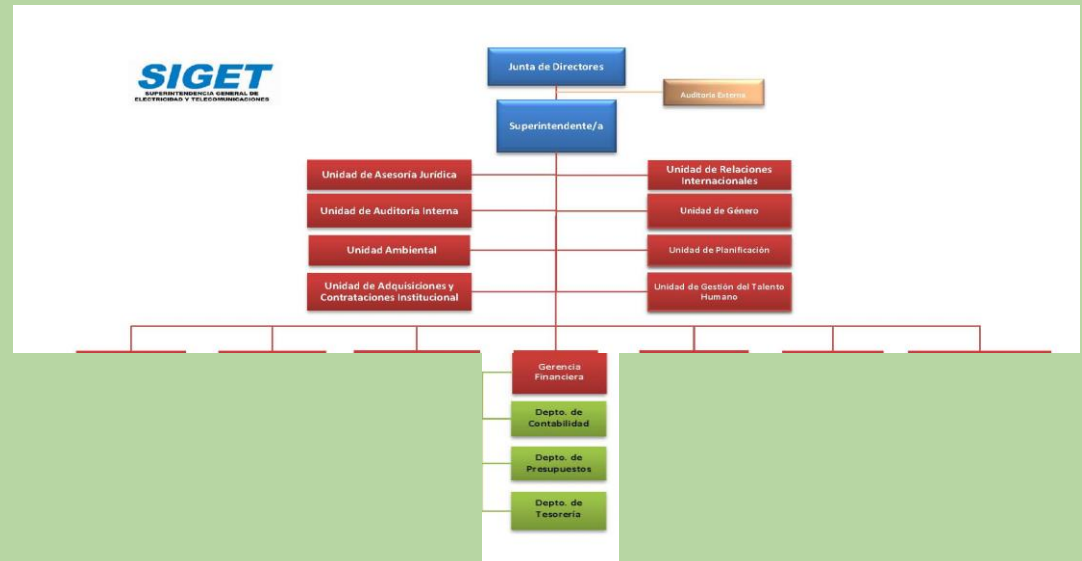 SIGET
SUPERINTENDENCIA GENERAL DE
ELECTRICIDAD Y TELECOMUNICACIONES
Junta de Directores
Auditoría Externa
Superintendente/a
Unidad de Asesoría Jurídica
Unidad de Relaciones
Internacionales
Unidad de Auditoría Interna
Unidad de Género
Unidad Ambiental
Unidad de Planificación
Unidad de Adquisiciones y
Contrataciones Institucional
Unidad de Gestión del Talento
Humano
Gerencia
Financiera
Depto. de
Contabilidad
Depto. de
Presupuestos
Depto. de
Tesorería